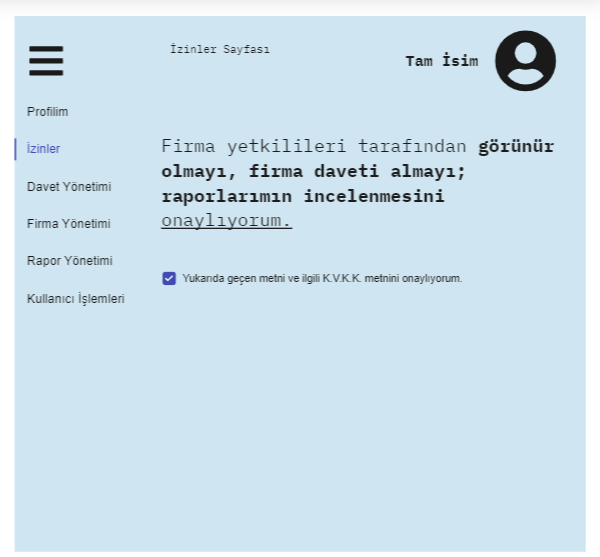 İzinler Sayfası
Tam İsim
Profilim
İzinler
Davet Yönetimi
Firma Yönetimi
Rapor Yönetimi
Kullanıcı İşlemleri
Firma yetkilileri tarafından görünür
olmayı, firma daveti almayı;
raporlarımın incelenmesini
onaylıyorum.
Yukarıda geçen metni ve ilgili K.V.K.K. metnini onaylıyorum.